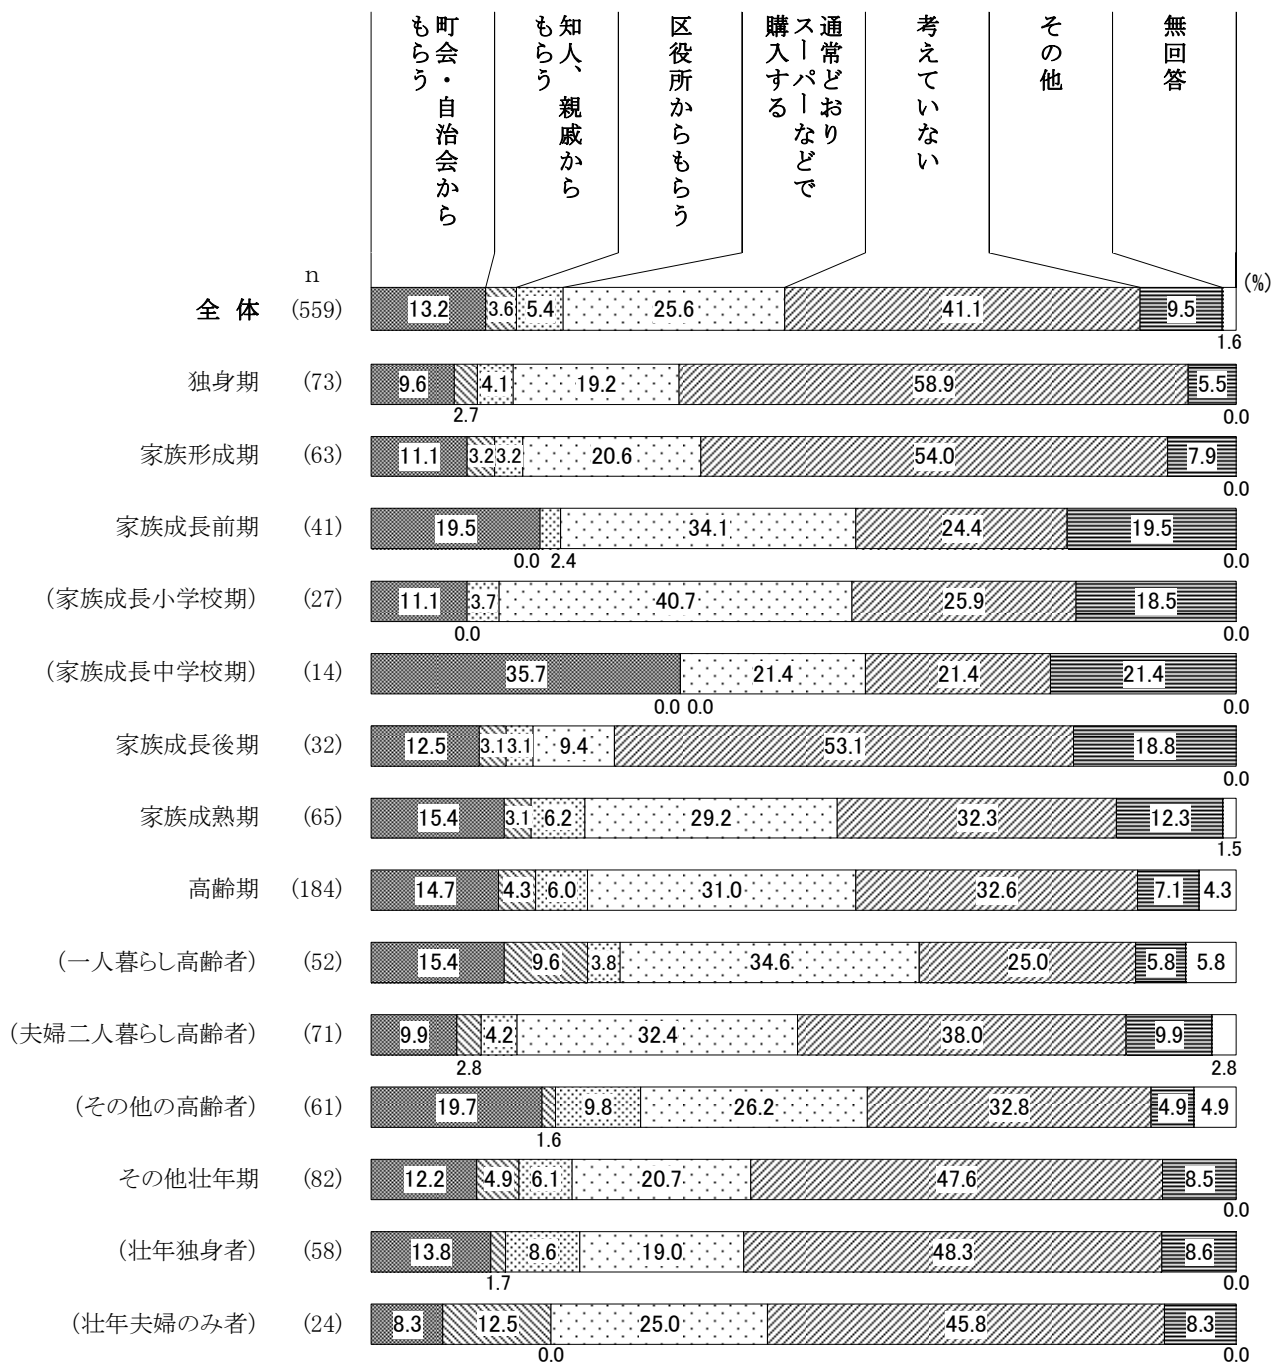 町会・自治会から
もらう
知人、親戚から
もらう
区役所からもらう
通常どおり
スーパーなどで
購入する
考えていない
その他
無回答
n
(%)
全 体 (559) 13.2 3.6 5.4 25.6 41.1 9.5
1.6
独身期 (73) 9.6 4.1 19.2 58.9 5.5
2.7 0.0
家族形成期 (63) 11.1 3.2 3.2 20.6 54.0 7.9
0.0
家族成長前期 (41) 19.5 34.1 24.4 19.5
0.0 2.4 0.0
(家族成長小学校期) (27) 11.1 3.7 40.7 25.9 18.5
0.0 0.0
(家族成長中学校期) (14) 35.7 21.4 21.4 21.4
0.0 0.0 0.0
家族成長後期 (32) 12.5 3.1 3.1 9.4 53.1 18.8
0.0
家族成熟期 (65) 15.4 3.1 6.2 29.2 32.3 12.3
1.5
高齢期 (184) 14.7 4.3 6.0 31.0 32.6 7.1 4.3
(一人暮らし高齢者) (52) 15.4 9.6 3.8 34.6 25.0 5.8 5.8
(夫婦二人暮らし高齢者) (71) 9.9 4.2 32.4 38.0 9.9
2.8 2.8
(その他の高齢者) (61) 19.7 9.8 26.2 32.8 4.9 4.9
1.6
その他壮年期 (82) 12.2 4.9 6.1 20.7 47.6 8.5
0.0
(壮年独身者) (58) 13.8 8.6 19.0 48.3 8.6
1.7 0.0
(壮年夫婦のみ者) (24) 8.3 12.5 25.0 45.8 8.3
0.0 0.0